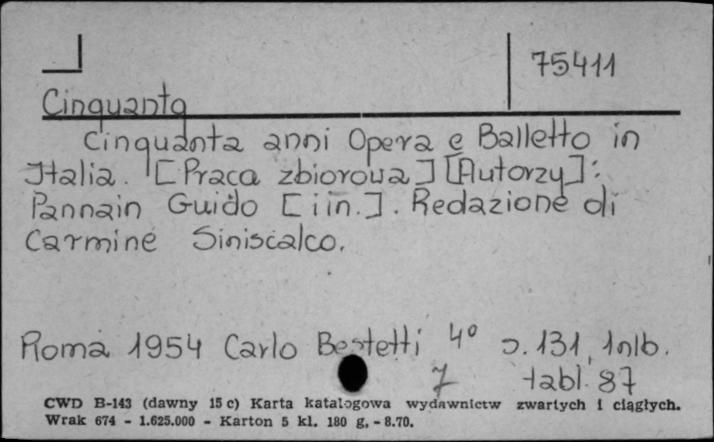 75411
Cinquanta
Cinquanta anni Opera e Balletto in
Italia. [Praca zbiorowa] [Autorzy]:
Pannain Guido [i in.]. Redazione di
Carmine Siniscalco.
Roma 1954 Carlo Bestetti 4° s. 131, 1nlb.
7 tabl. 87
CWD B-143 (dawny 15 c) Karta katalogowa wydawnictw zwartych i ciągłych.
Wrak 674 - 1.625.000 - Karton 5 kl. 180 g. - 8.70.